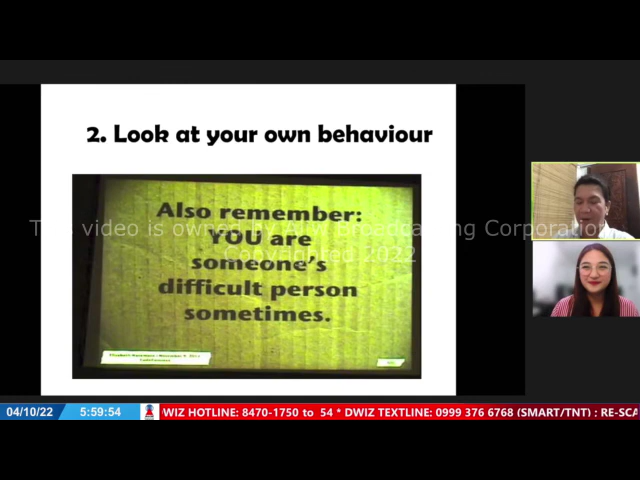 2. Look at your own behaviour
Also remember:
YOU are
someone's
difficult person
sometimes.
This video is owned by Aliw Broadcasting Corporation
Copyrighted 2022
04/10/22
5:59:54
WIZ HOTLINE: 8470-1750 to 54 * DWIZ TEXTLINE: 0999 376 6768 (SMART/TNT) : RE-SCA